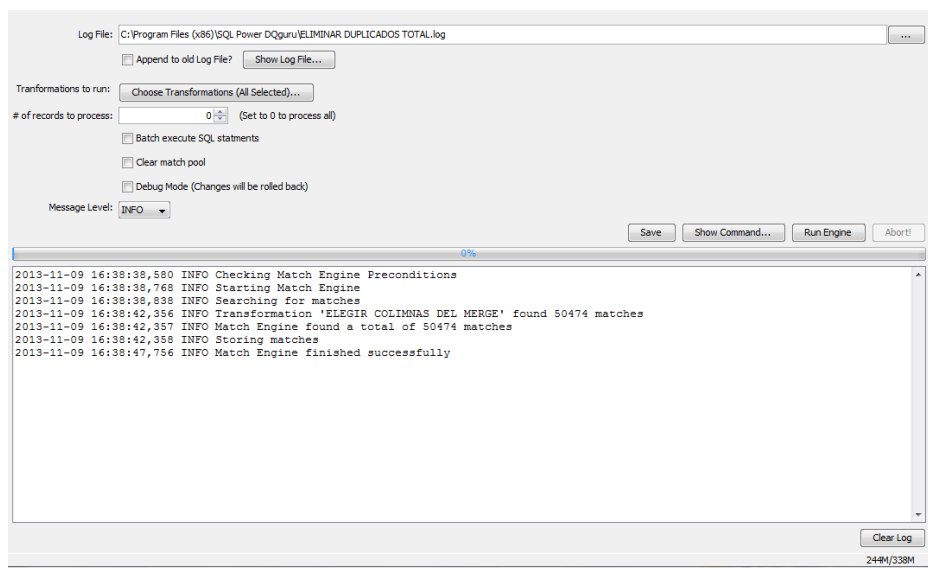 Log File: C:\Program Files (x86)\SQL Power DQguru\ELIMINAR DUPLICADOS TOTAL.log ...
Append to old Log File? Show Log File...
Tranformations to run: Choose Transformations (All Selected)...
# of records to process: 0 (Set to 0 to process all)
Batch execute SQL statments
Clear match pool
Debug Mode (Changes will be rolled back)
Message Level: INFO
Save Show Command... Run Engine Abort!
0%
2013-11-09 16:38:38,580 INFO Checking Match Engine Preconditions
2013-11-09 16:38:38,768 INFO Starting Match Engine
2013-11-09 16:38:38,838 INFO Searching for matches
2013-11-09 16:38:42,356 INFO Transformation 'ELEGIR COLIMNAS DEL MERGE' found 50474 matches
2013-11-09 16:38:42,357 INFO Match Engine found a total of 50474 matches
2013-11-09 16:38:42,358 INFO Storing matches
2013-11-09 16:38:47,756 INFO Match Engine finished successfully
Clear Log
244M/338M